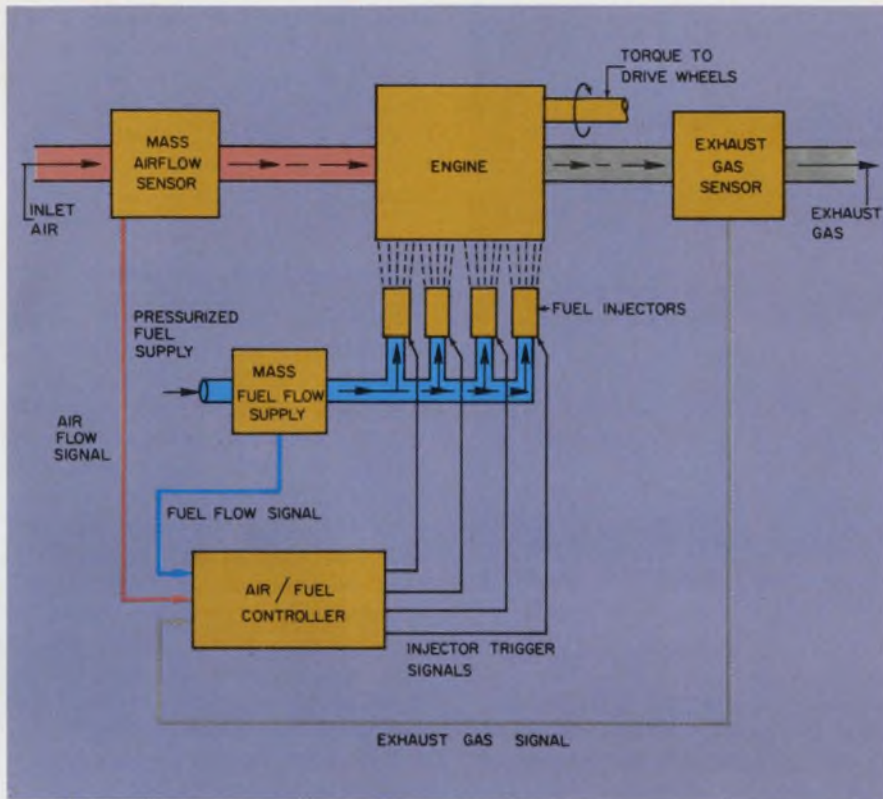 TORQUE TO
DRIVE WHEELS
MASS
AIRFLOW
SENSOR
ENGINE
EXHAUST
GAS
SENSOR
INLET
AIR
EXHAUST
GAS
FUEL INJECTORS
PRESSURIZED
FUEL
SUPPLY
MASS
FUEL FLOW
SUPPLY
AIR
FLOW
SIGNAL
FUEL FLOW SIGNAL
AIR / FUEL
CONTROLLER
INJECTOR TRIGGER
SIGNALS
EXHAUST GAS SIGNAL